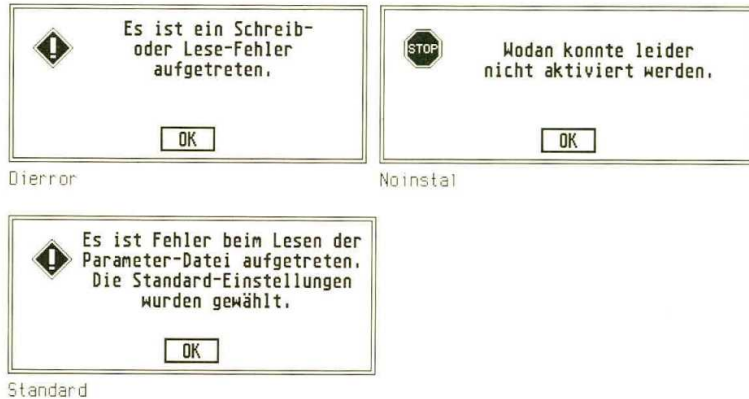 Es ist ein Schreib-
oder Lese-Fehler
aufgetreten.
OK
Dierror
STOP
Wodan konnte leider
nicht aktiviert werden.
OK
Noinstal
Es ist Fehler beim Lesen der
Parameter-Datei aufgetreten.
Die Standard-Einstellungen
wurden gewählt.
OK
Standard